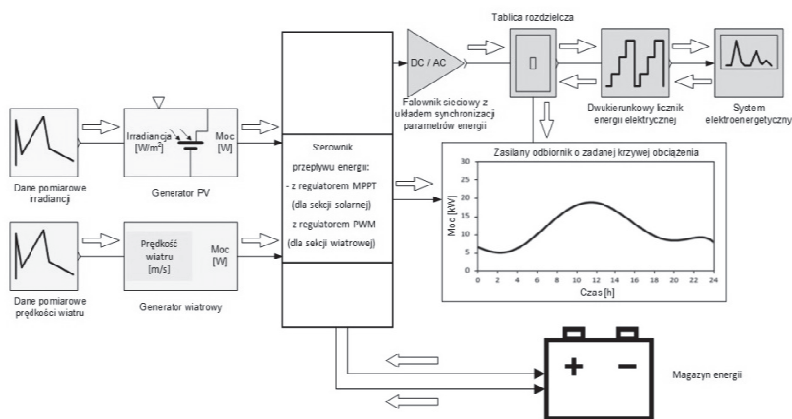 Tablica rozdzielcza
DC / AC
Falownik sieciowy z
układem synchronizacji
parametrów energii
Dwukierunkowy licznik
energii elektrycznej
System
elektroenergetyczny
Irradiancja
[W/m²]
Moc
[W]
Dane pomiarowe
irradiancji
Generator PV
Serownik
przepływu energii:
- z reguatorem MPPT
(dla sekcji solarnej)
z reguatorem PWM
(dla sekcji wiatrowej)
Zasilany odbiornik o zadanej krzywej obciążenia
Moc [kW]
30
25
20
15
10
5
0
0 2 4 6 8 10 12 14 16 18 20 22 24
Czas[h]
Prędkość
wiatru
[m/s]
Moc
[W]
Dane pomiarowe
prędkości wiatru
Generator wiatrowy
+ −
Magazyn energii